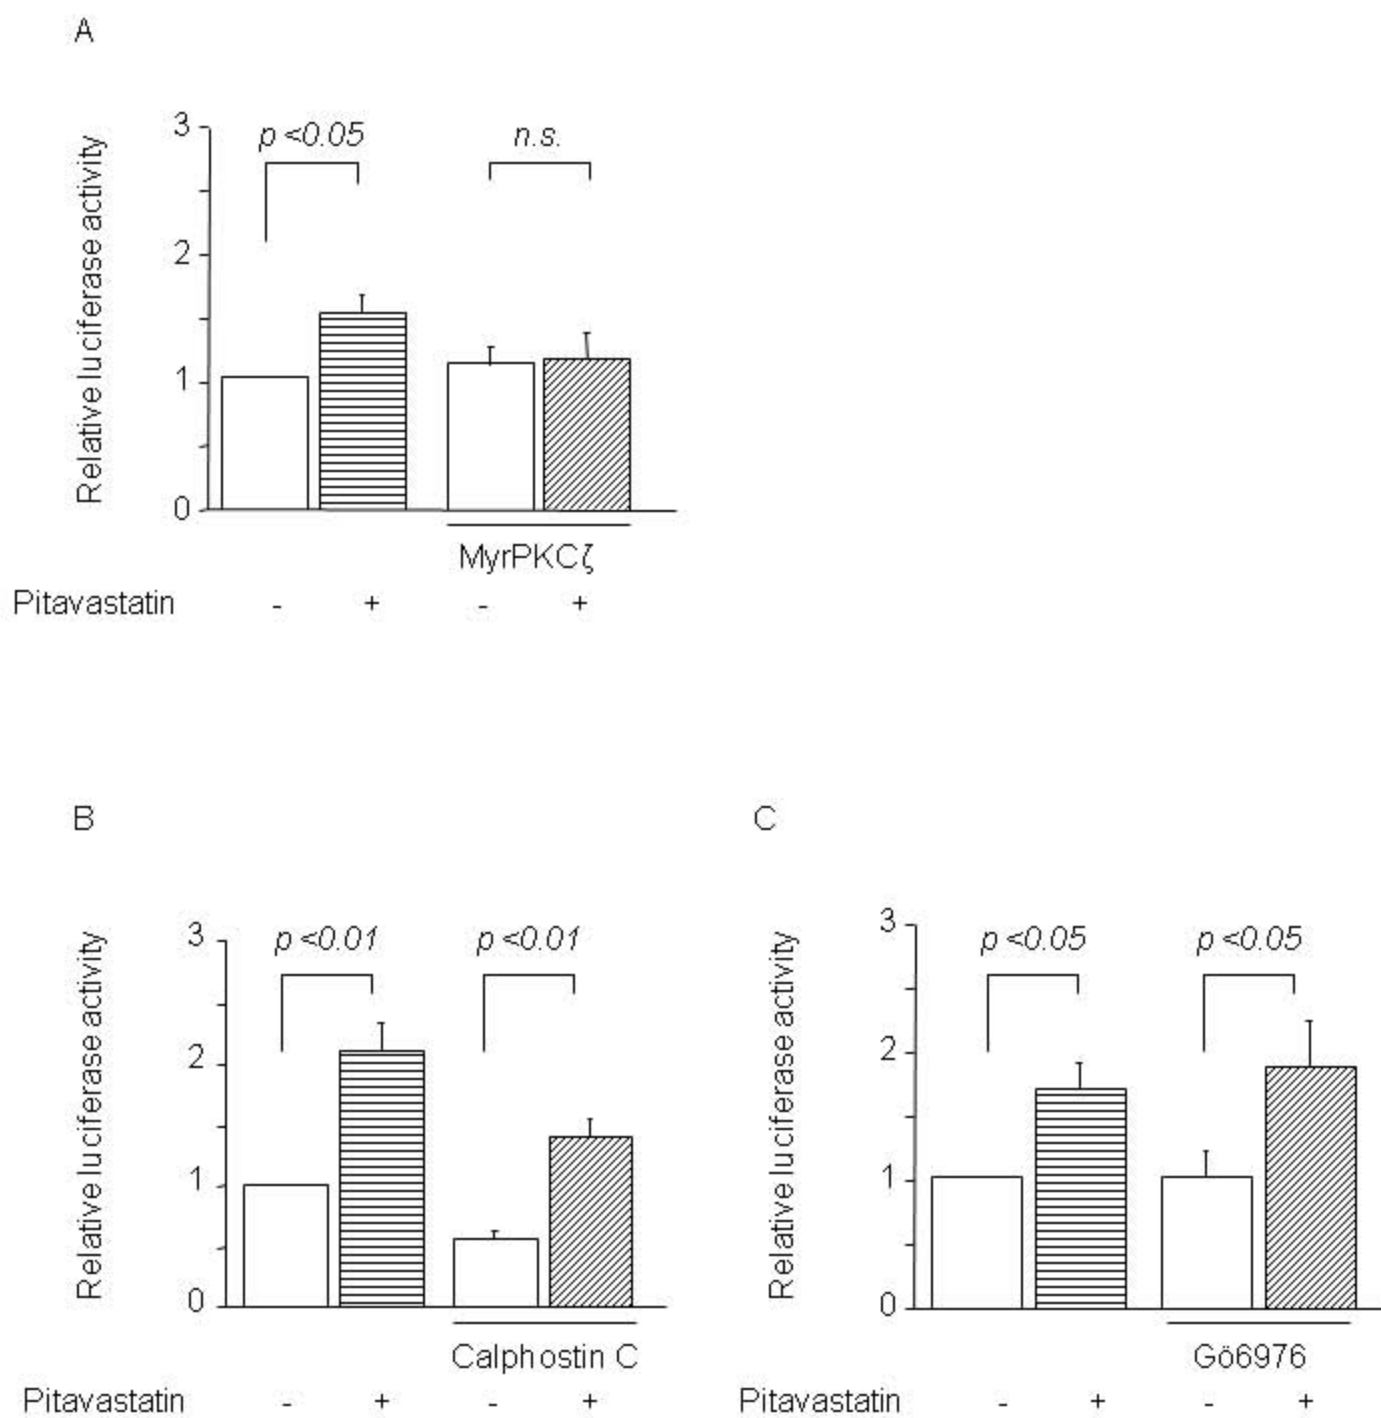 A
Relative luciferase activity
3
2
1
0
p <0.05
n.s.
MyrPKCζ
Pitavastatin - + - +
B
Relative luciferase activity
3
2
1
0
p <0.01
p <0.01
Calphostin C
Pitavastatin - + - +
C
Relative luciferase activity
3
2
1
0
p <0.05
p <0.05
Gö6976
Pitavastatin - + - +